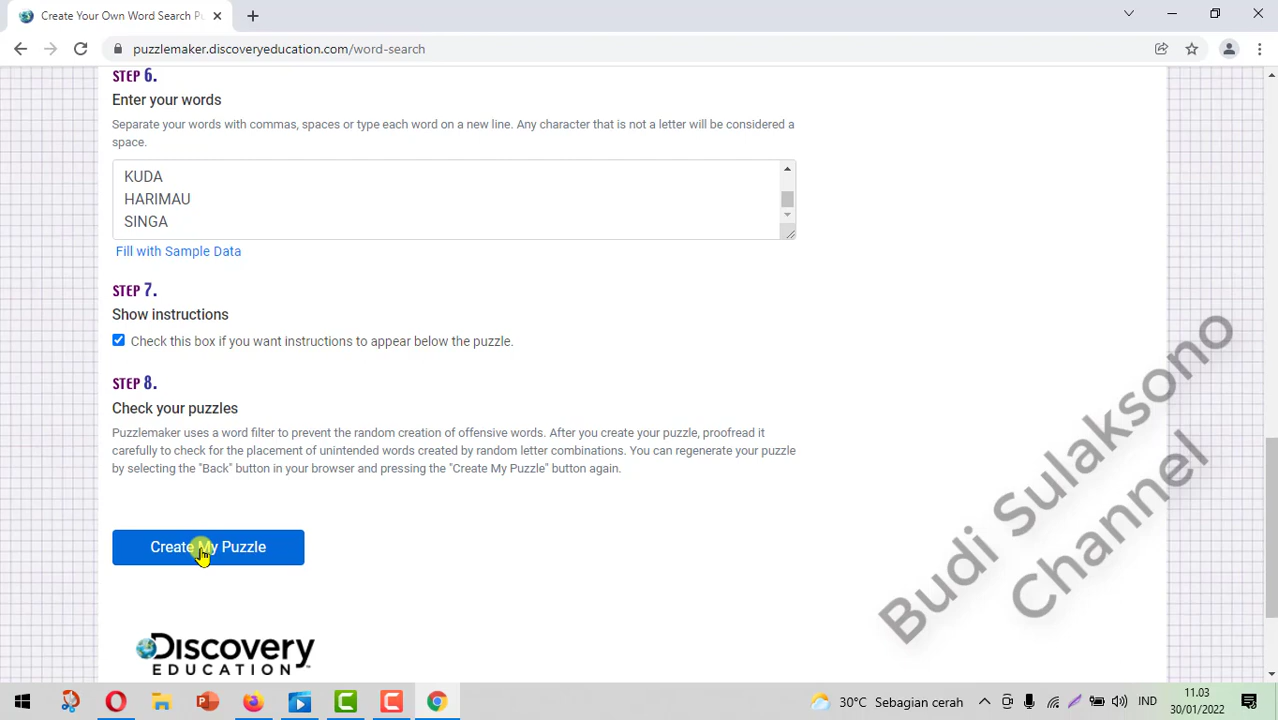 Create Your Own Word Search Pu
puzzlemaker.discoveryeducation.com/word-search
STEP 6.
Enter your words
Separate your words with commas, spaces or type each word on a new line. Any character that is not a letter will be considered a
space.
KUDA
HARIMAU
SINGA
Fill with Sample Data
STEP 7.
Show instructions
Check this box if you want instructions to appear below the puzzle.
STEP 8.
Check your puzzles
Puzzlemaker uses a word filter to prevent the random creation of offensive words. After you create your puzzle, proofread it
carefully to check for the placement of unintended words created by random letter combinations. You can regenerate your puzzle
by selecting the "Back" button in your browser and pressing the "Create My Puzzle" button again.
Create My Puzzle
Budi Sulaksono
Channel
Discovery
EDUCATION
30°C Sebagian cerah
IND
11.03
30/01/2022